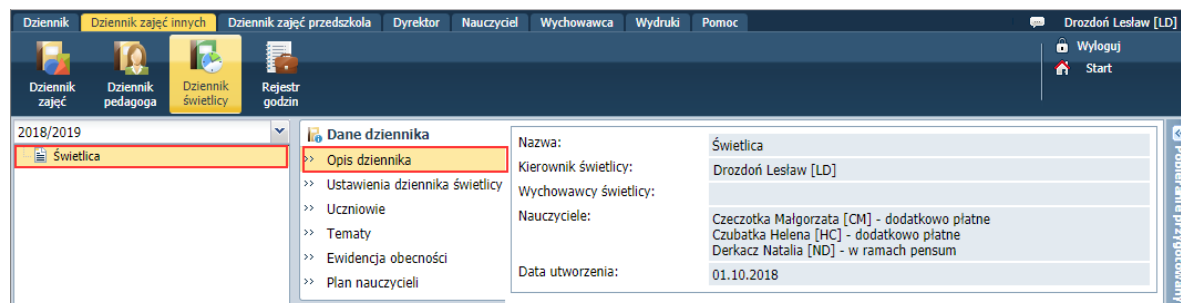 Dziennik Dziennik zajęć innych Dziennik zajęć przedszkola Dyrektor Nauczyciel Wychowawca Wydruki Pomoc Drozdoń Lesław [LD]
Wyloguj
Start
Dziennik zajęć
Dziennik pedagoga
Dziennik świetlicy
Rejestr godzin
2018/2019
Świetlica
Dane dziennika
>> Opis dziennika
>> Ustawienia dziennika świetlicy
>> Uczniowie
>> Tematy
>> Ewidencja obecności
>> Plan nauczycieli
Nazwa: Świetlica
Kierownik świetlicy: Drozdoń Lesław [LD]
Wychowawcy świetlicy:
Nauczyciele: Czeczotka Małgorzata [CM] - dodatkowo płatne
Czubatka Helena [HC] - dodatkowo płatne
Derkacz Natalia [ND] - w ramach pensum
Data utworzenia: 01.10.2018